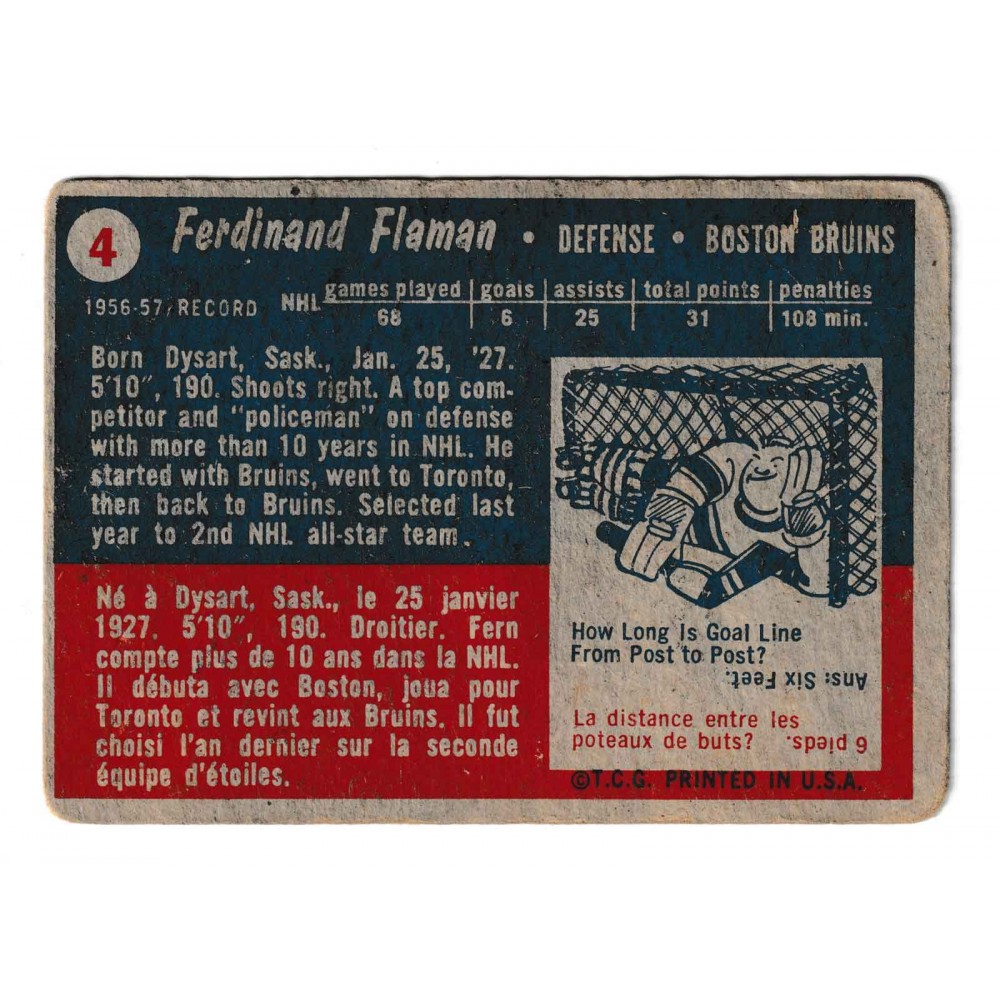 4 Ferdinand Flaman • DEFENSE • BOSTON BRUINS
games played goals assists total points penalties
1956-57 RECORD NHL 68 6 25 31 108 min.
Born Dysart, Sask., Jan. 25, '27.
5'10", 190. Shoots right. A top com-
petitor and "policeman" on defense
with more than 10 years in NHL. He
started with Bruins, went to Toronto,
then back to Bruins. Selected last
year to 2nd NHL all-star team.
Né à Dysart, Sask., le 25 janvier
1927. 5'10", 190. Droitier. Fern
compte plus de 10 ans dans la NHL.
Il débuta avec Boston, joua pour
Toronto et revint aux Bruins. Il fut
choisi l'an dernier sur la seconde
équipe d'étoiles.
How Long Is Goal Line
From Post to Post?
Ans: Six Feet.
La distance entre les
poteaux de buts? 6 pieds.
©T.C.G. PRINTED IN U.S.A.